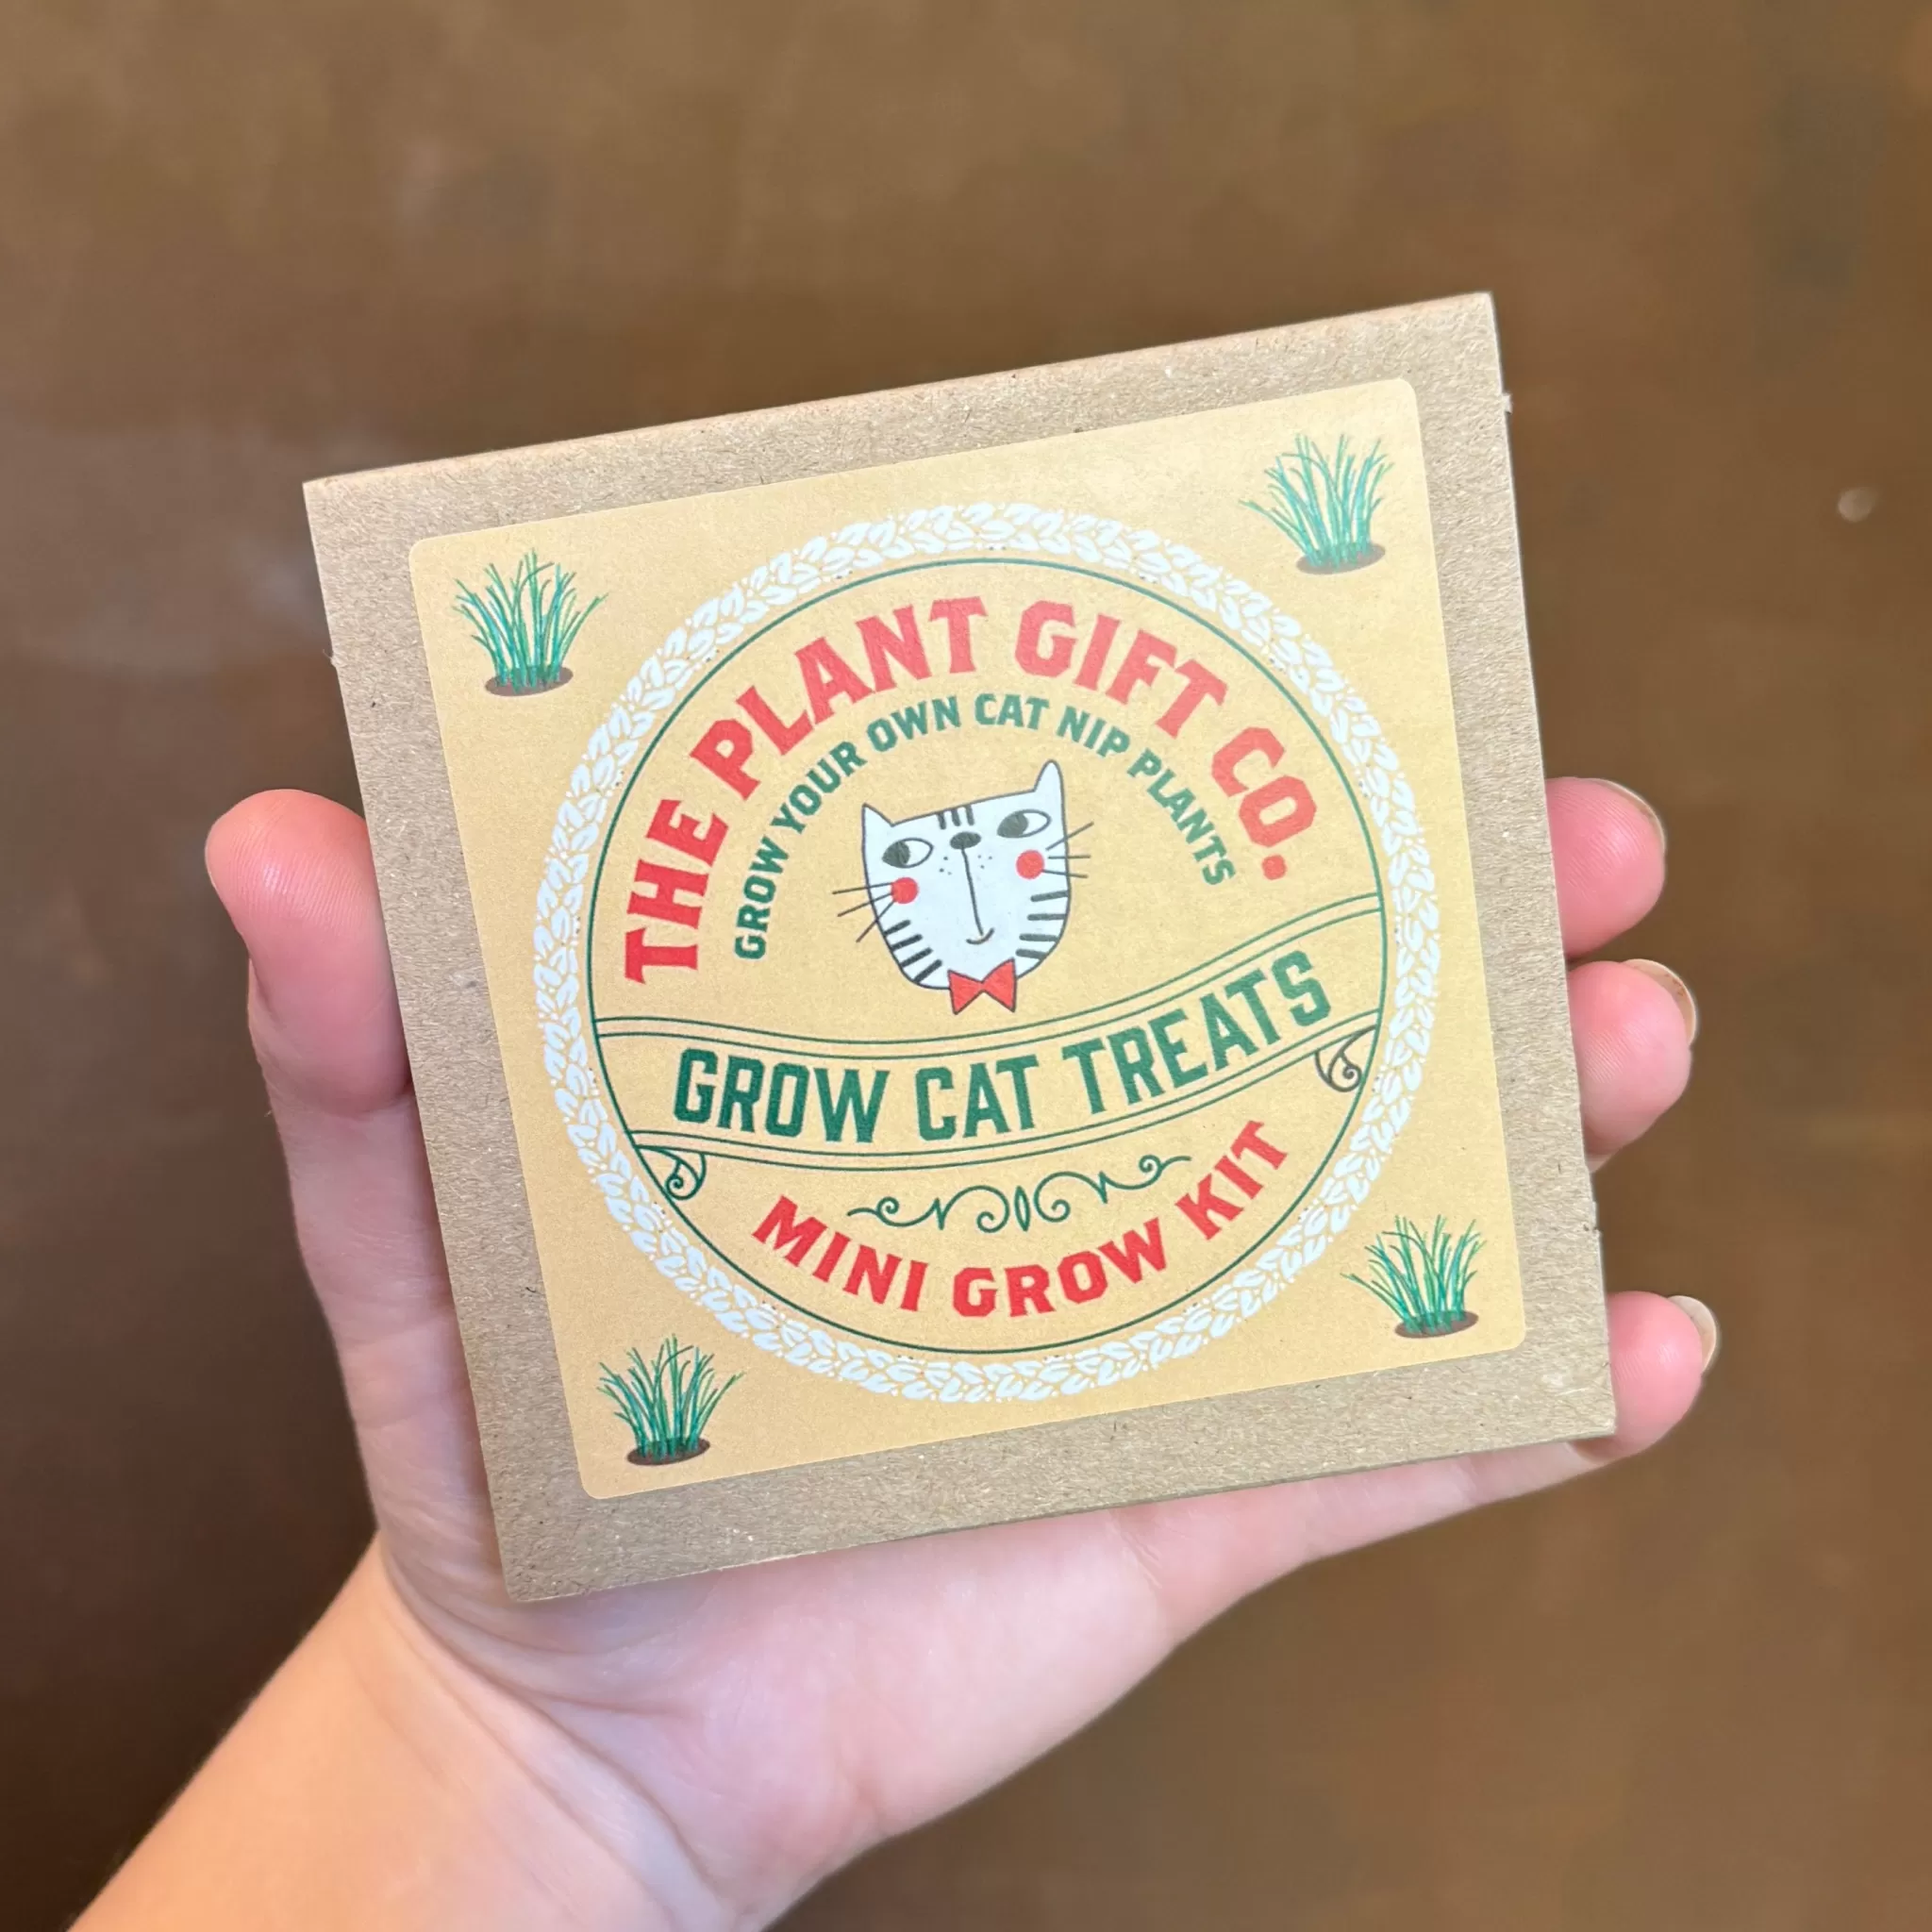 THE PLANT GIFT CO.
GROW YOUR OWN CAT NIP PLANTS
GROW CAT TREATS
MINI GROW KIT